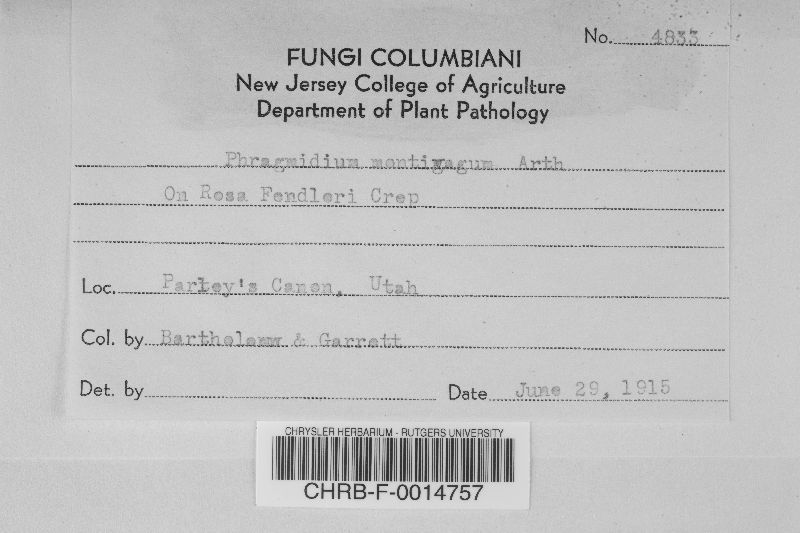 No. 4833
FUNGI COLUMBIANI
New Jersey College of Agriculture
Department of Plant Pathology
Phragmidium montivagum Arth
On Rosa Fendleri Crep
Loc. Parley's Canon, Utah
Col. by Bartholemw & Garrett
Det. by
Date June 29, 1915
CHRYSLER HERBARIUM - RUTGERS UNIVERSITY
CHRB-F-0014757